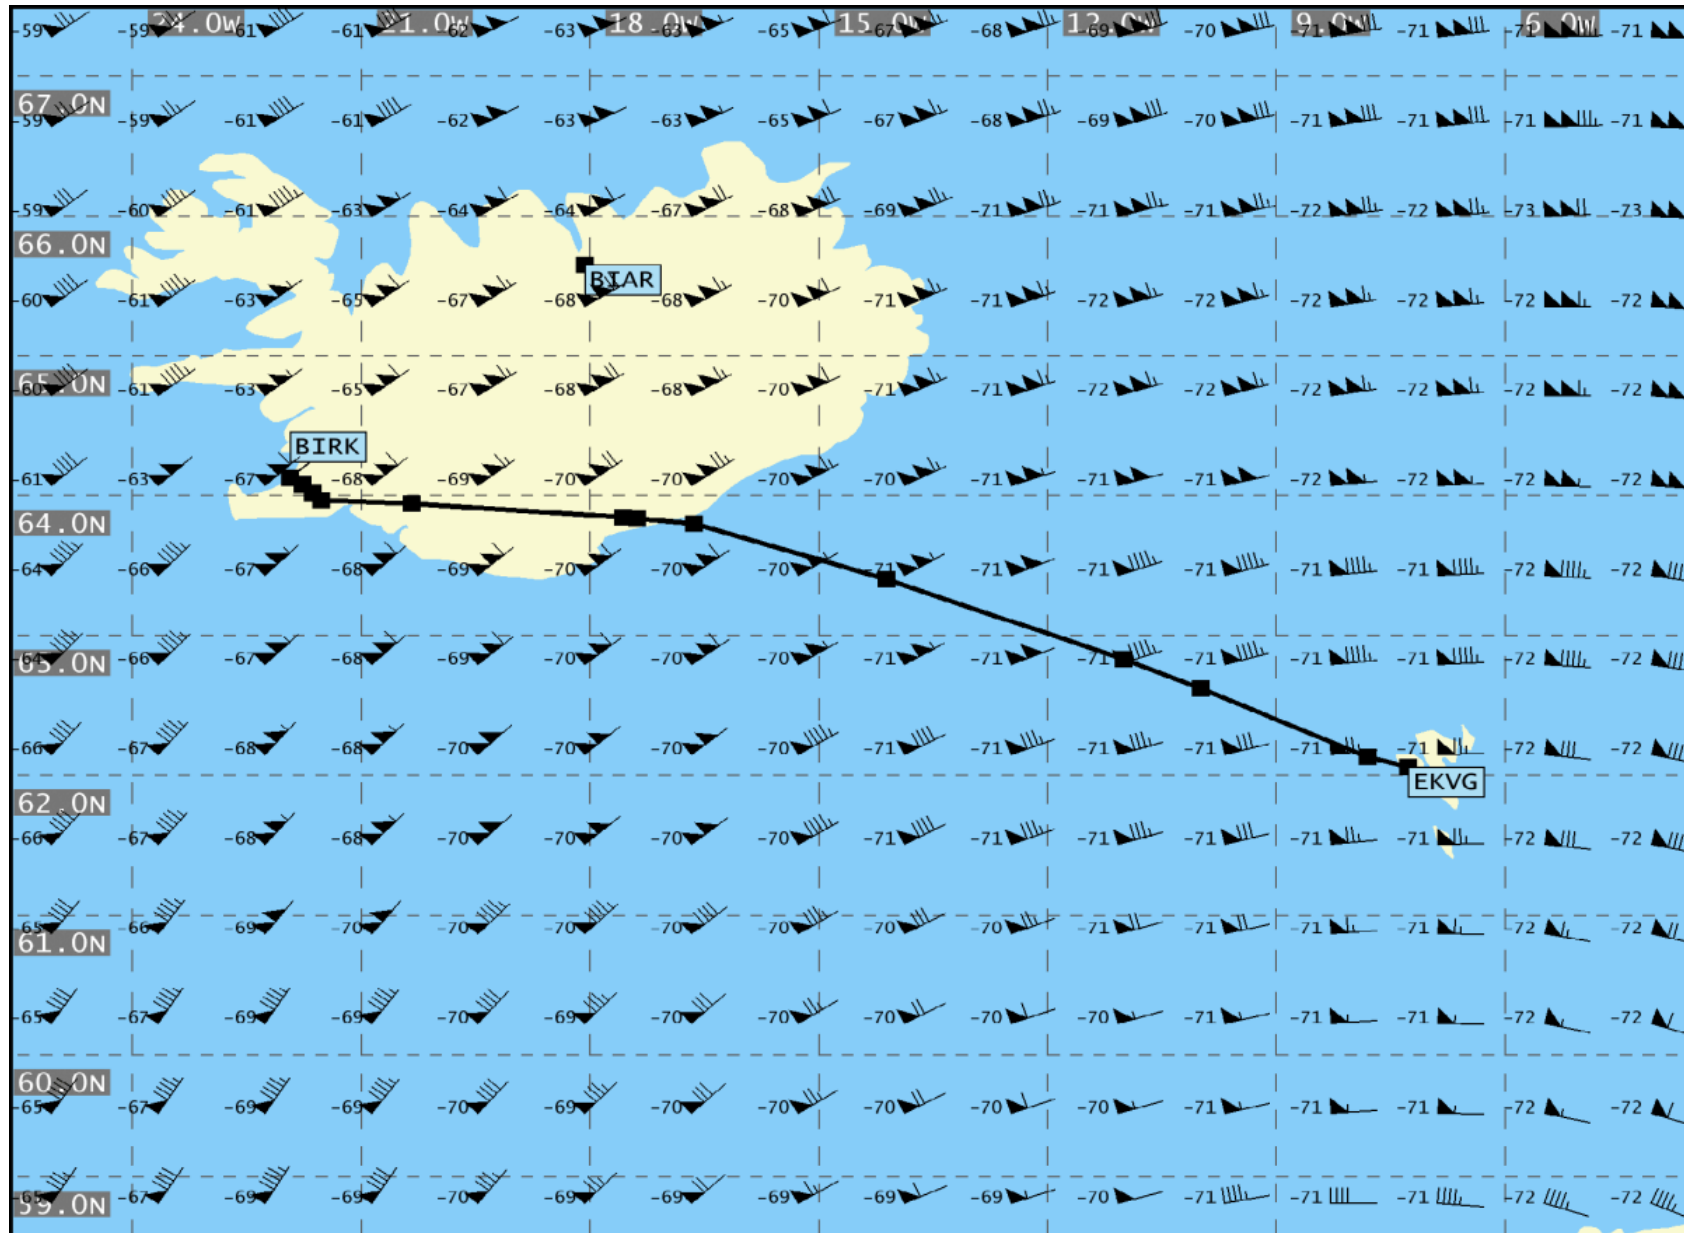 24.0W 21.0W 18.0W 15.0W 12.0W 9.0W 6.0W
-59 -59 -61 -61 -62 -63 -63 -65 -67 -68 -69 -70 -71 -71 -71 -71
67.0N
-59 -59 -61 -61 -62 -63 -63 -65 -67 -68 -69 -70 -71 -71 -71 -71
-59 -60 -61 -63 -64 -64 -67 -68 -69 -71 -71 -71 -72 -72 -73 -73
66.0N
BIAR
-60 -61 -63 -65 -67 -68 -68 -70 -71 -71 -72 -72 -72 -72 -72 -72
65.0N
-60 -61 -63 -65 -67 -68 -68 -70 -71 -71 -72 -72 -72 -72 -72 -72
BIRK
-61 -63 -67 -68 -69 -70 -70 -70 -70 -71 -71 -71 -72 -72 -72 -72
64.0N
-64 -66 -67 -68 -69 -70 -70 -70 -71 -71 -71 -71 -71 -71 -72 -72
-64 -66 -67 -68 -69 -70 -70 -70 -71 -71 -71 -71 -71 -71 -72 -72
63.0N
-66 -67 -68 -68 -70 -70 -70 -70 -71 -71 -71 -71 -71 -71 -72 -72
EKVG
62.0N
-66 -67 -68 -68 -70 -70 -70 -70 -71 -71 -71 -71 -71 -71 -72 -72
-65 -66 -69 -70 -70 -70 -70 -70 -70 -70 -71 -71 -71 -71 -72 -72
61.0N
-65 -67 -69 -69 -70 -69 -70 -70 -70 -70 -70 -71 -71 -71 -72 -72
60.0N
-65 -67 -69 -69 -70 -69 -70 -70 -70 -70 -70 -71 -71 -71 -72 -72
-65 -67 -69 -69 -70 -69 -69 -69 -69 -69 -70 -71 -71 -71 -72 -72
59.0N